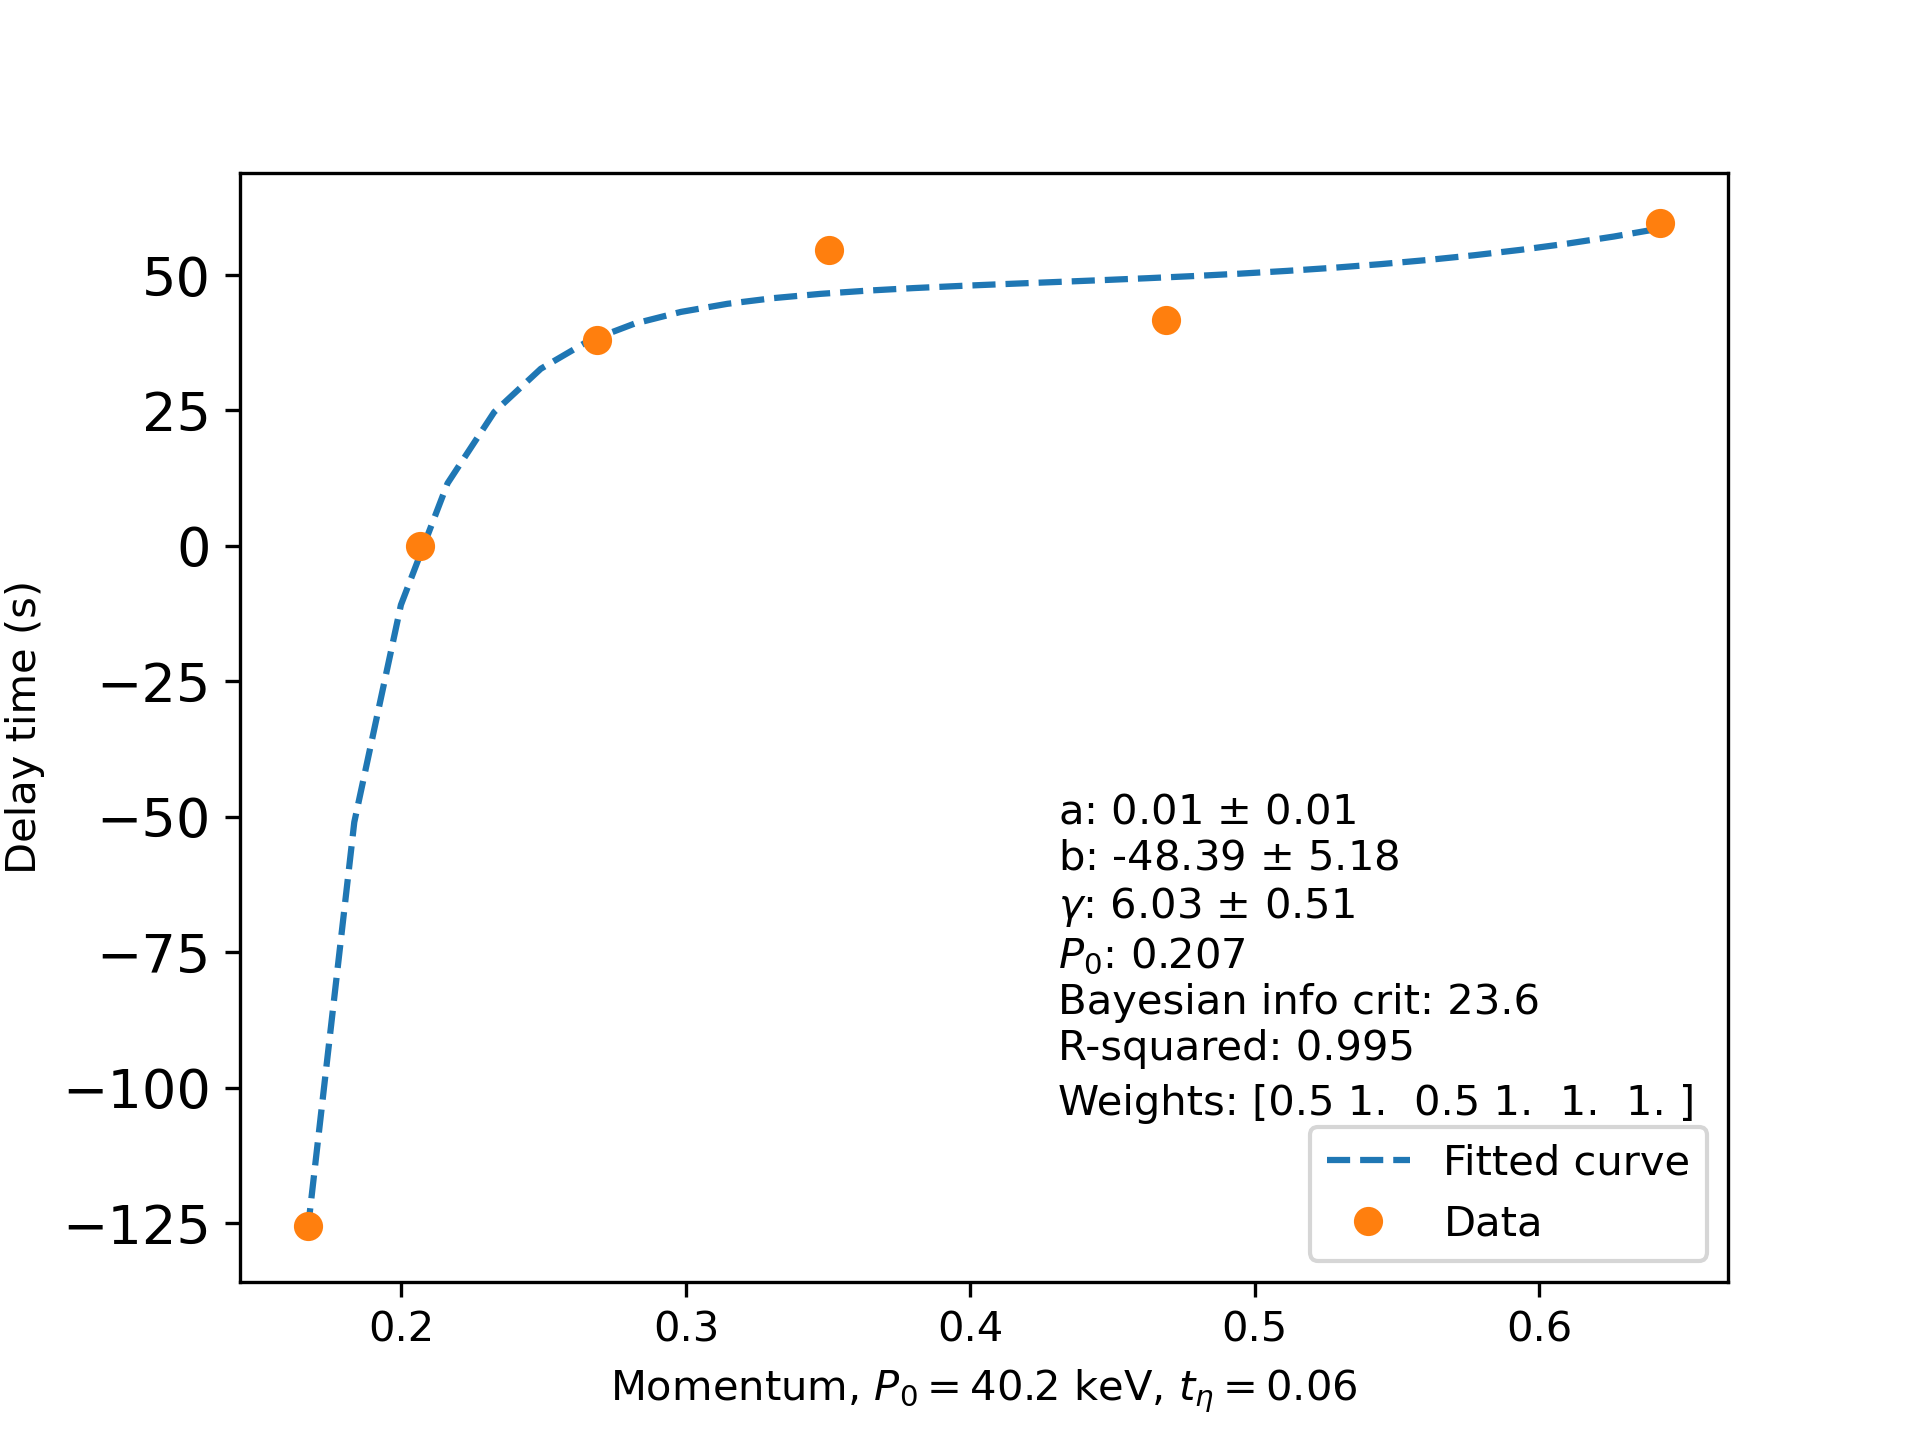 50
25
0
−25
−50
−75
−100
−125
Delay time (s)
a: 0.01 ± 0.01
b: -48.39 ± 5.18
γ: 6.03 ± 0.51
P₀: 0.207
Bayesian info crit: 23.6
R-squared: 0.995
Weights: [0.5 1.  0.5 1.  1.  1. ]
Fitted curve
Data
0.2 0.3 0.4 0.5 0.6
Momentum, P₀ = 40.2 keV, tη = 0.06